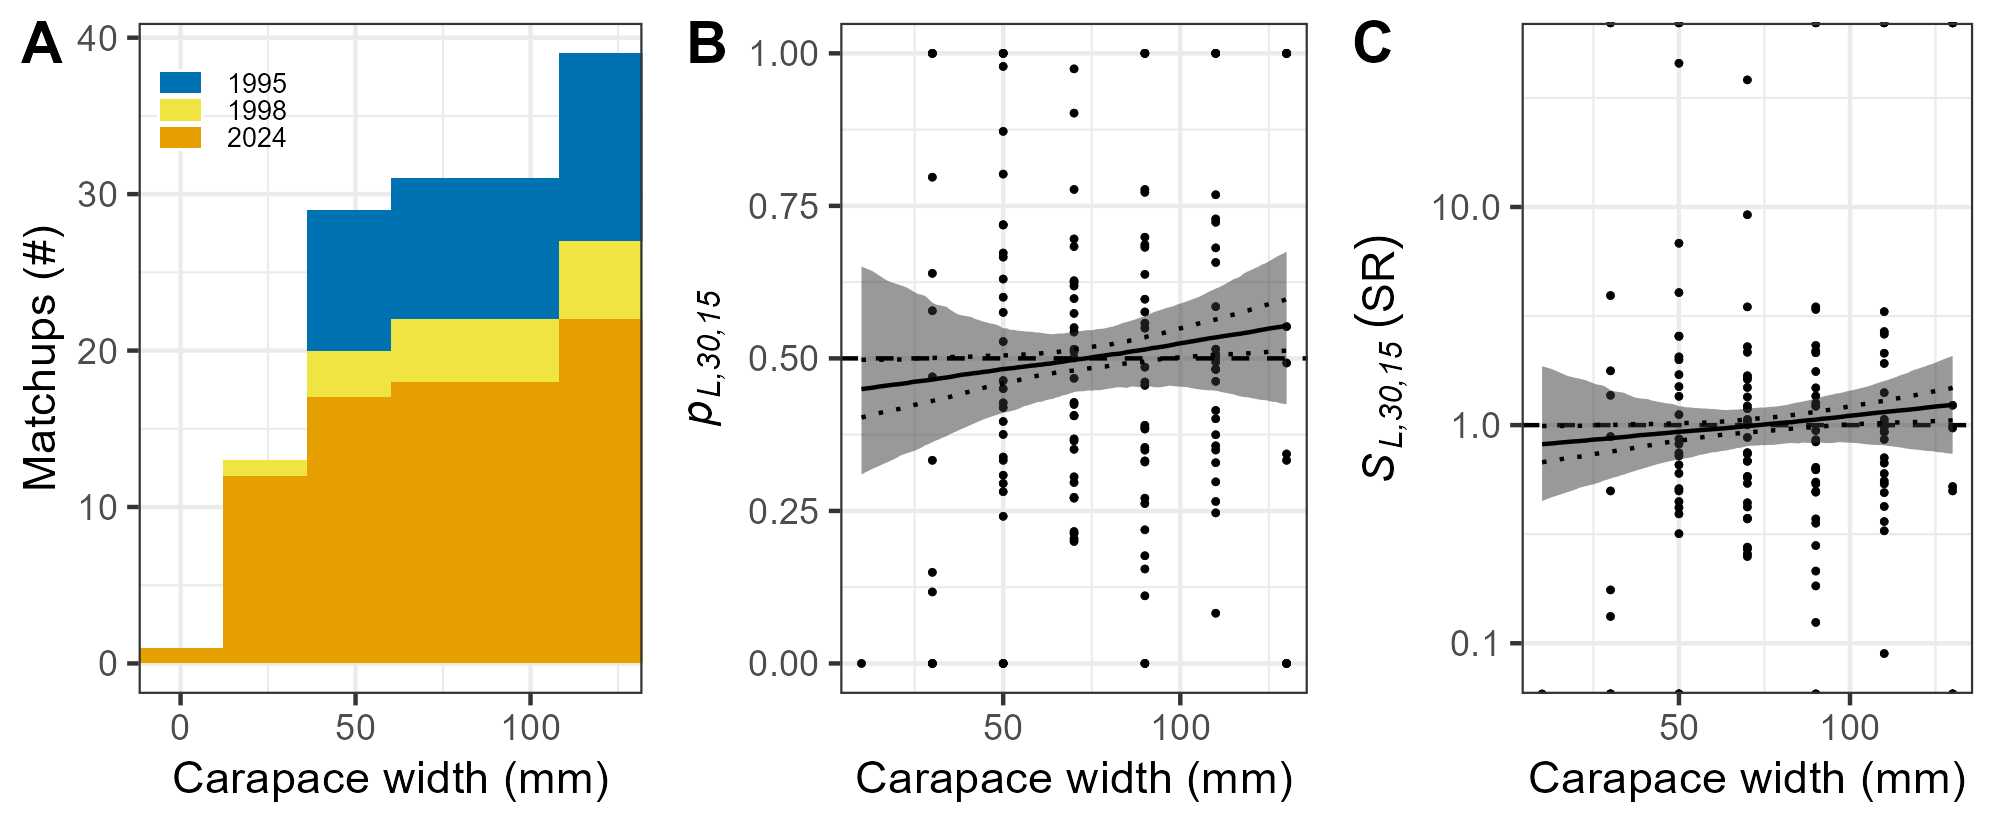 A
Matchups (#)
40
30
20
10
0
1995
1998
2024
0 50 100
Carapace width (mm)
B
pL,30,15
1.00
0.75
0.50
0.25
0.00
50 100
Carapace width (mm)
C
SL,30,15 (SR)
10.0
1.0
0.1
50 100
Carapace width (mm)